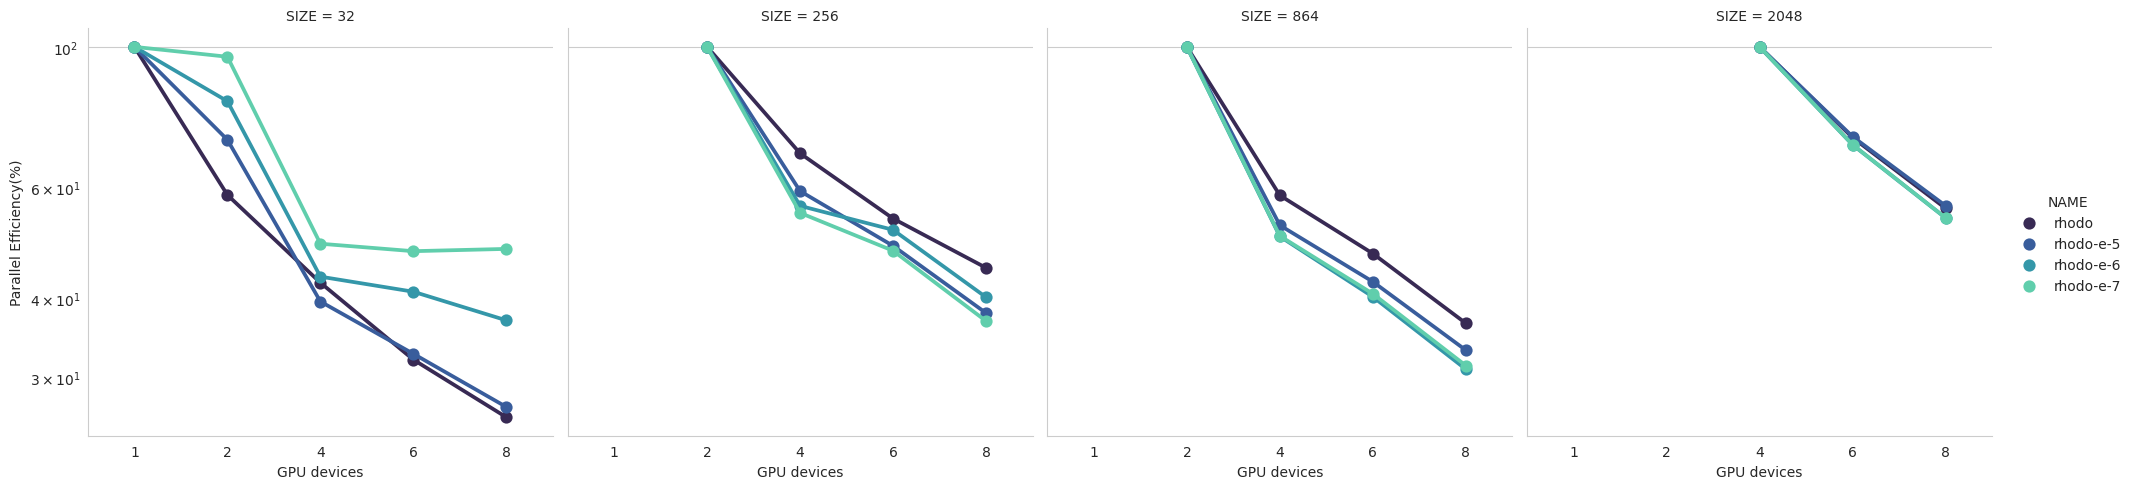 SIZE = 32
SIZE = 256
SIZE = 864
SIZE = 2048
Parallel Efficiency(%)
10²
6 × 10¹
4 × 10¹
3 × 10¹
1 2 4 6 8
1 2 4 6 8
1 2 4 6 8
1 2 4 6 8
GPU devices
GPU devices
GPU devices
GPU devices
NAME
rhodo
rhodo-e-5
rhodo-e-6
rhodo-e-7